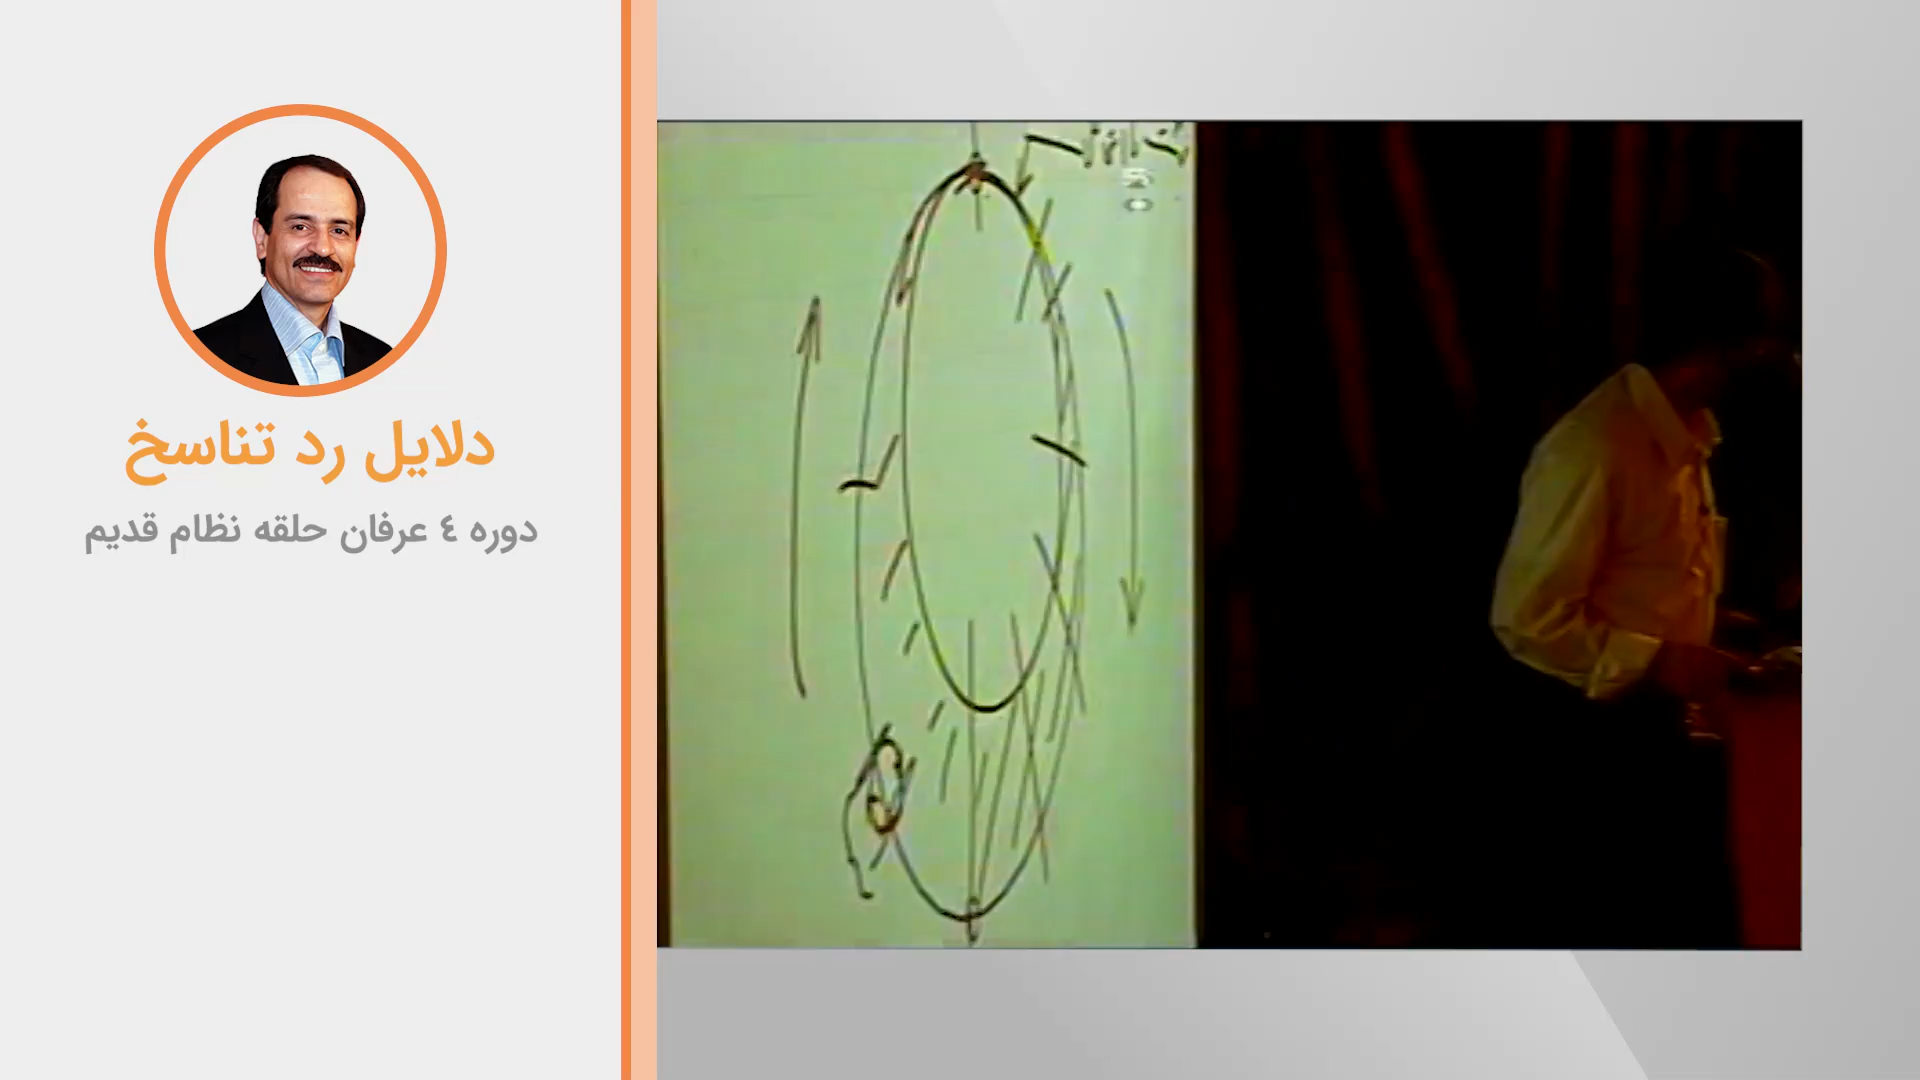 دلایل رد تناسخ
دوره ٤ عرفان حلقه نظام قدیم